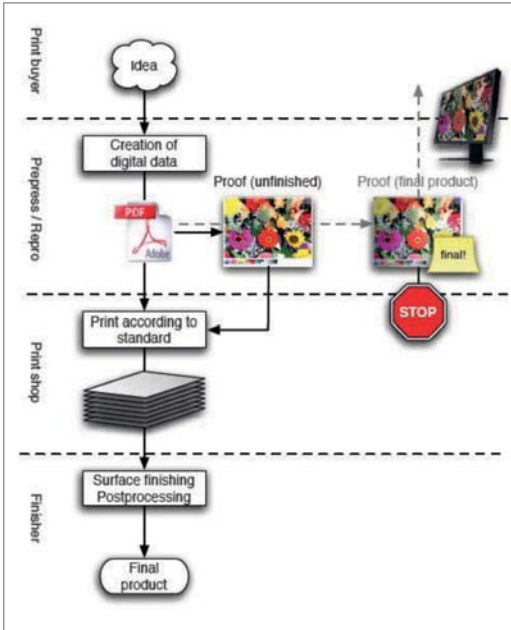 Print buyer
Idea
Prepress / Repro
Creation of
digital data
Proof (unfinished)
Proof (final product)
PDF
Adobe
final!
STOP
Print shop
Print according to
standard
Finisher
Surface finishing
Postprocessing
Final
product